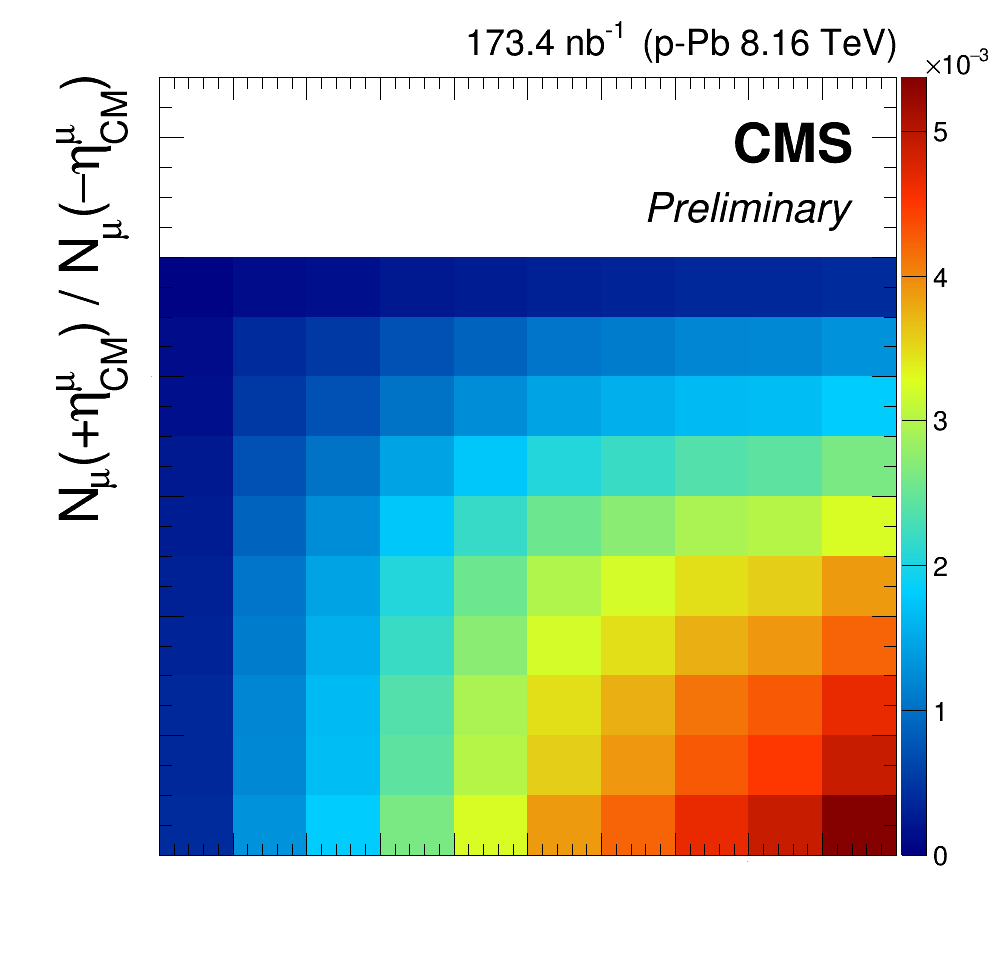 173.4 nb⁻¹ (p-Pb 8.16 TeV)
×10⁻³
CMS
Preliminary
N_μ(+η^μ_CM) / N_μ(−η^μ_CM)
5
4
3
2
1
0